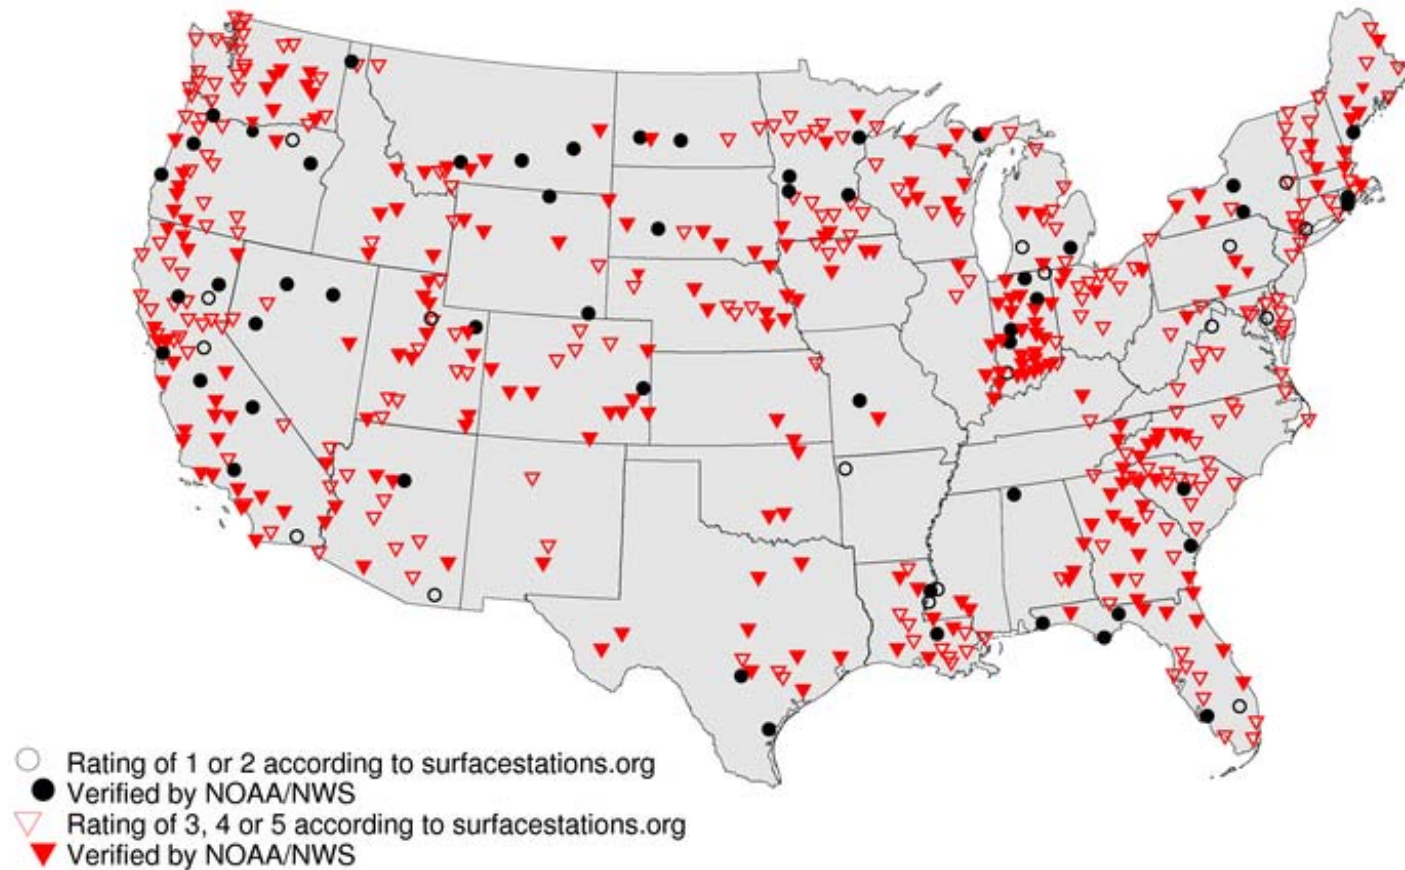 Rating of 1 or 2 according to surfacestations.org
Verified by NOAA/NWS
Rating of 3, 4 or 5 according to surfacestations.org
Verified by NOAA/NWS